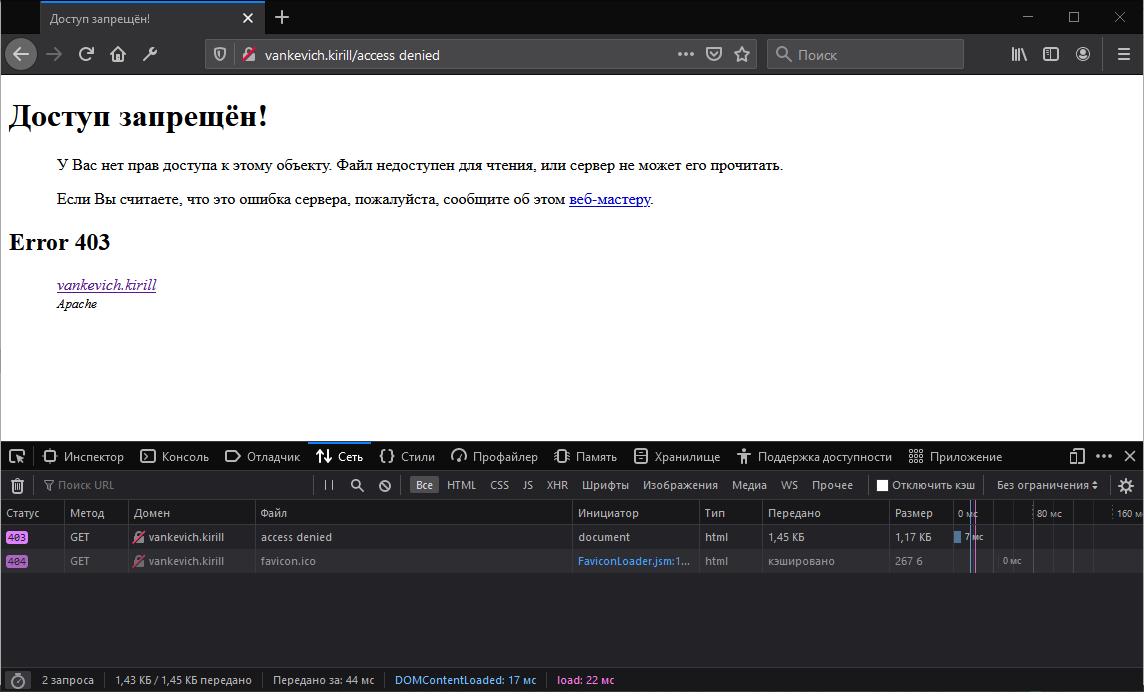 Доступ запрещён!
vankevich.kirill/access denied
Поиск
Доступ запрещён!
У Вас нет прав доступа к этому объекту. Файл недоступен для чтения, или сервер не может его прочитать.
Если Вы считаете, что это ошибка сервера, пожалуйста, сообщите об этом веб-мастеру.
Error 403
vankevich.kirill
Apache
Инспектор Консоль Отладчик Сеть Стили Профайлер Память Хранилище Поддержка доступности Приложение
Поиск URL Все HTML CSS JS XHR Шрифты Изображения Медиа WS Прочее Отключить кэш Без ограничения
Статус Метод Домен Файл Инициатор Тип Передано Размер 0 мс 80 мс 160 мс
403 GET vankevich.kirill access denied document html 1,45 КБ 1,17 КБ 7 мс
404 GET vankevich.kirill favicon.ico FaviconLoader.jsm:1… html кэшировано 267 б 0 мс
2 запроса 1,43 КБ / 1,45 КБ передано Передано за: 44 мс DOMContentLoaded: 17 мс load: 22 мс